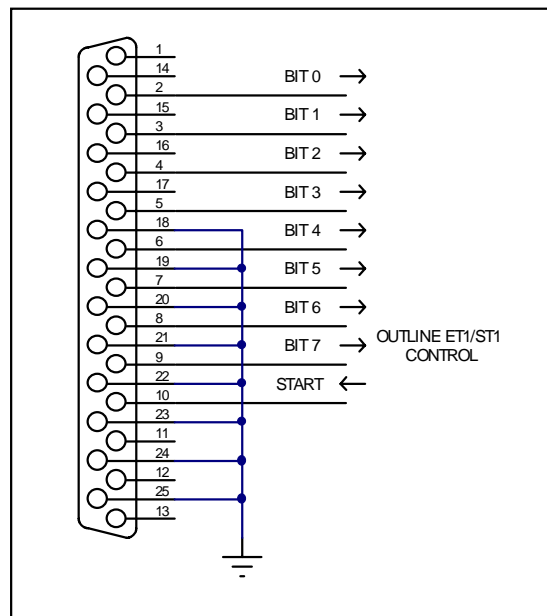 1
14
BIT 0
2
15
BIT 1
3
16
BIT 2
4
17
BIT 3
5
18
BIT 4
6
19
BIT 5
7
20
BIT 6
8
21
BIT 7
OUTLINE ET1/ST1
CONTROL
9
22
START
10
23
11
24
12
25
13